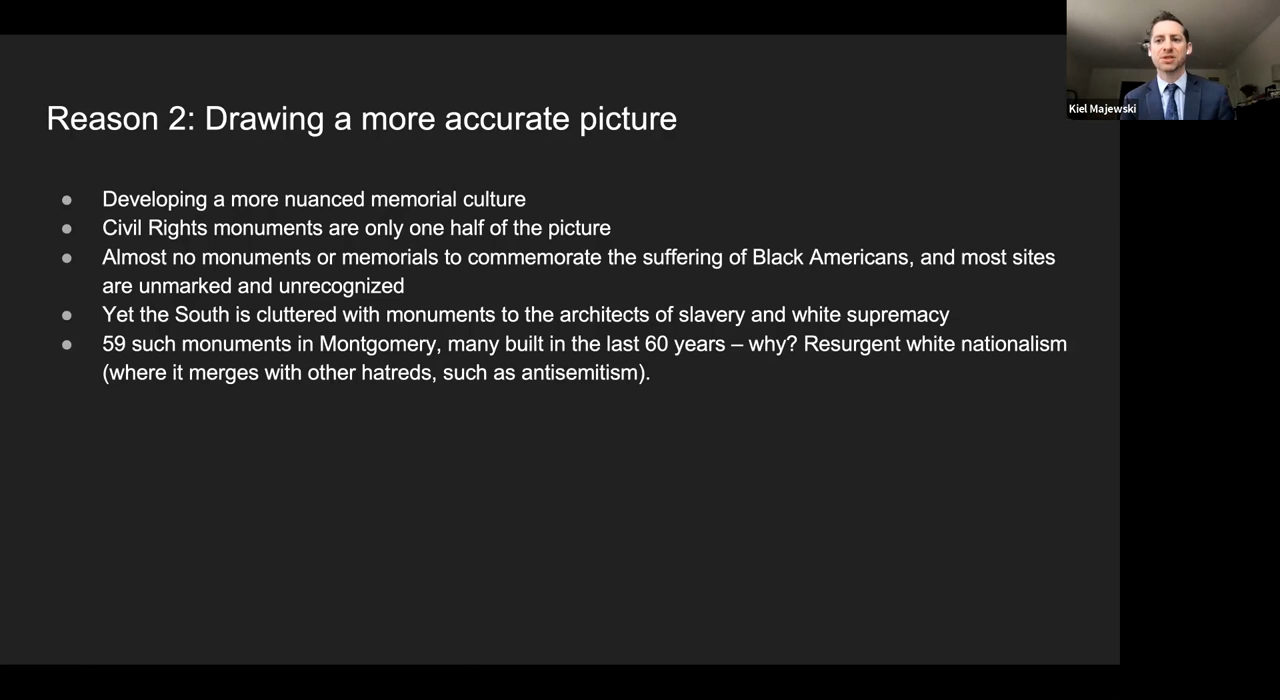 Reason 2: Drawing a more accurate picture
Kiel Majewski
● Developing a more nuanced memorial culture
● Civil Rights monuments are only one half of the picture
● Almost no monuments or memorials to commemorate the suffering of Black Americans, and most sites
are unmarked and unrecognized
● Yet the South is cluttered with monuments to the architects of slavery and white supremacy
● 59 such monuments in Montgomery, many built in the last 60 years – why? Resurgent white nationalism
(where it merges with other hatreds, such as antisemitism).